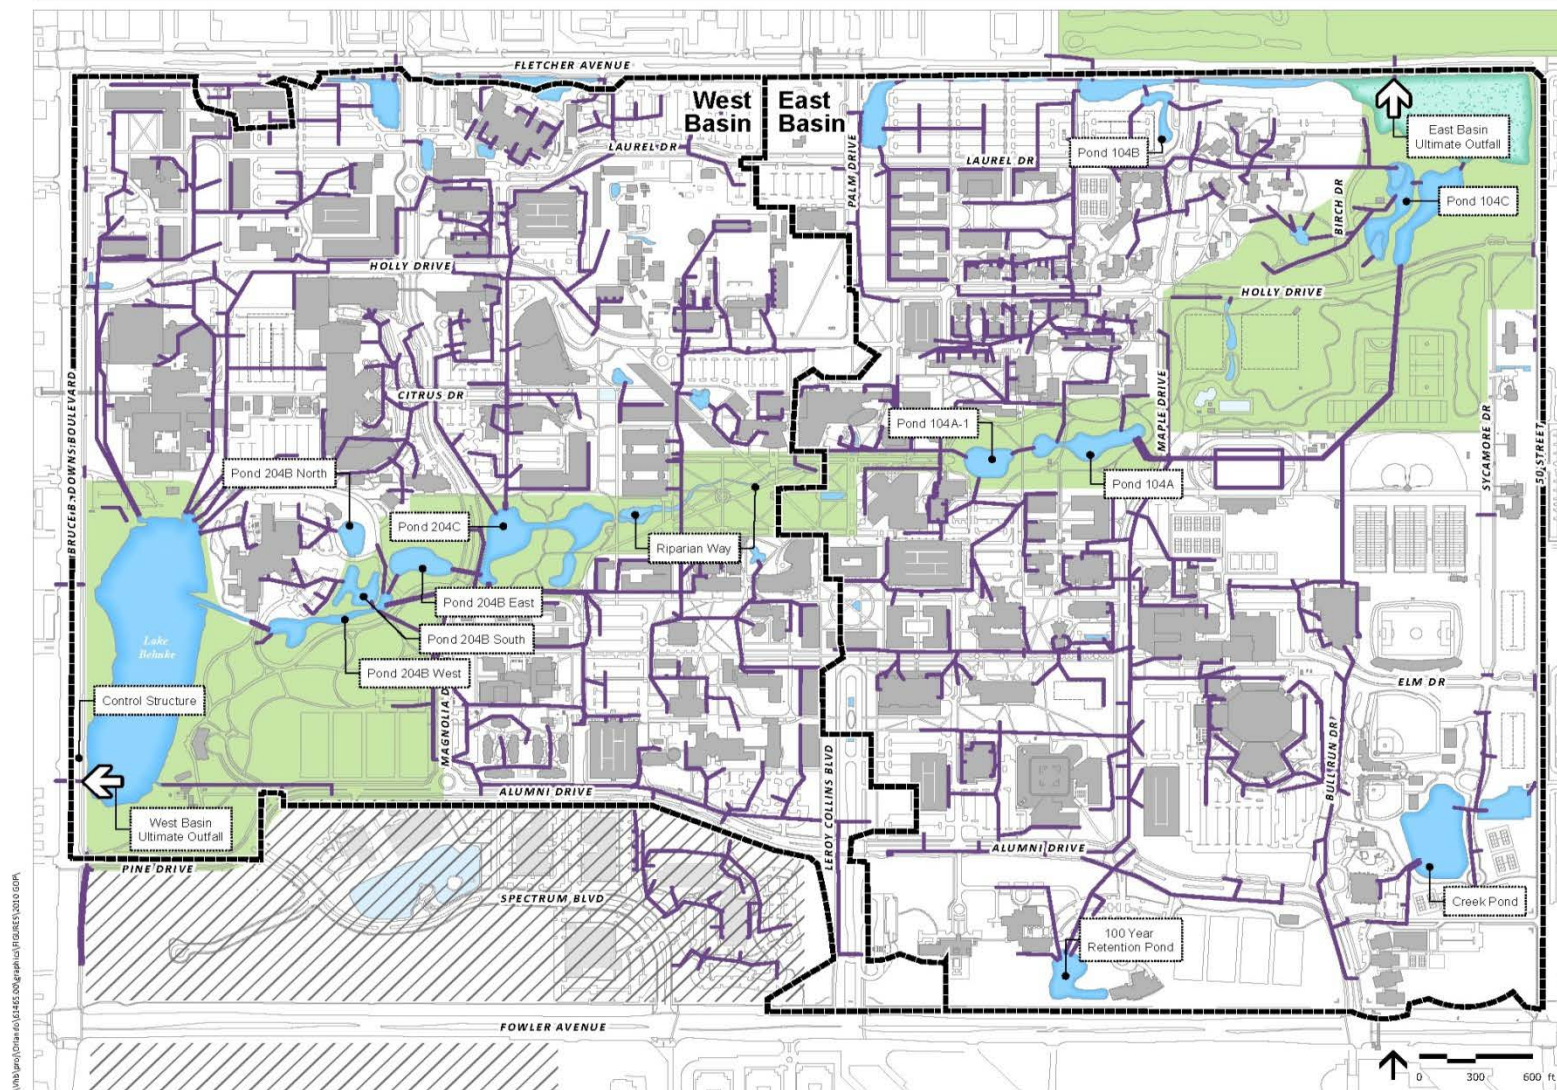 FLETCHER AVENUE
West
Basin
East
Basin
LAUREL DR
PALM DRIVE
LAUREL DR
Pond 104B
East Basin
Ultimate Outfall
BIRCH DR
Pond 104C
HOLLY DRIVE
HOLLY DRIVE
BRUCE B DOWNS BOULEVARD
CITRUS DR
MAPLE DRIVE
SYCAMORE DR
50 STREET
Pond 104A-1
Pond 104A
Pond 204B North
Pond 204C
Riparian Way
Pond 204B East
Pond 204B South
Pond 204B West
Lake
Behnke
Control Structure
MAGNOLIA D
ELM DR
BULL RUN DR
LEROY COLLINS BLVD
West Basin
Ultimate Outfall
ALUMNI DRIVE
ALUMNI DRIVE
PINE DRIVE
SPECTRUM BLVD
Creek Pond
100 Year
Retention Pond
FOWLER AVENUE
0 300 600 ft